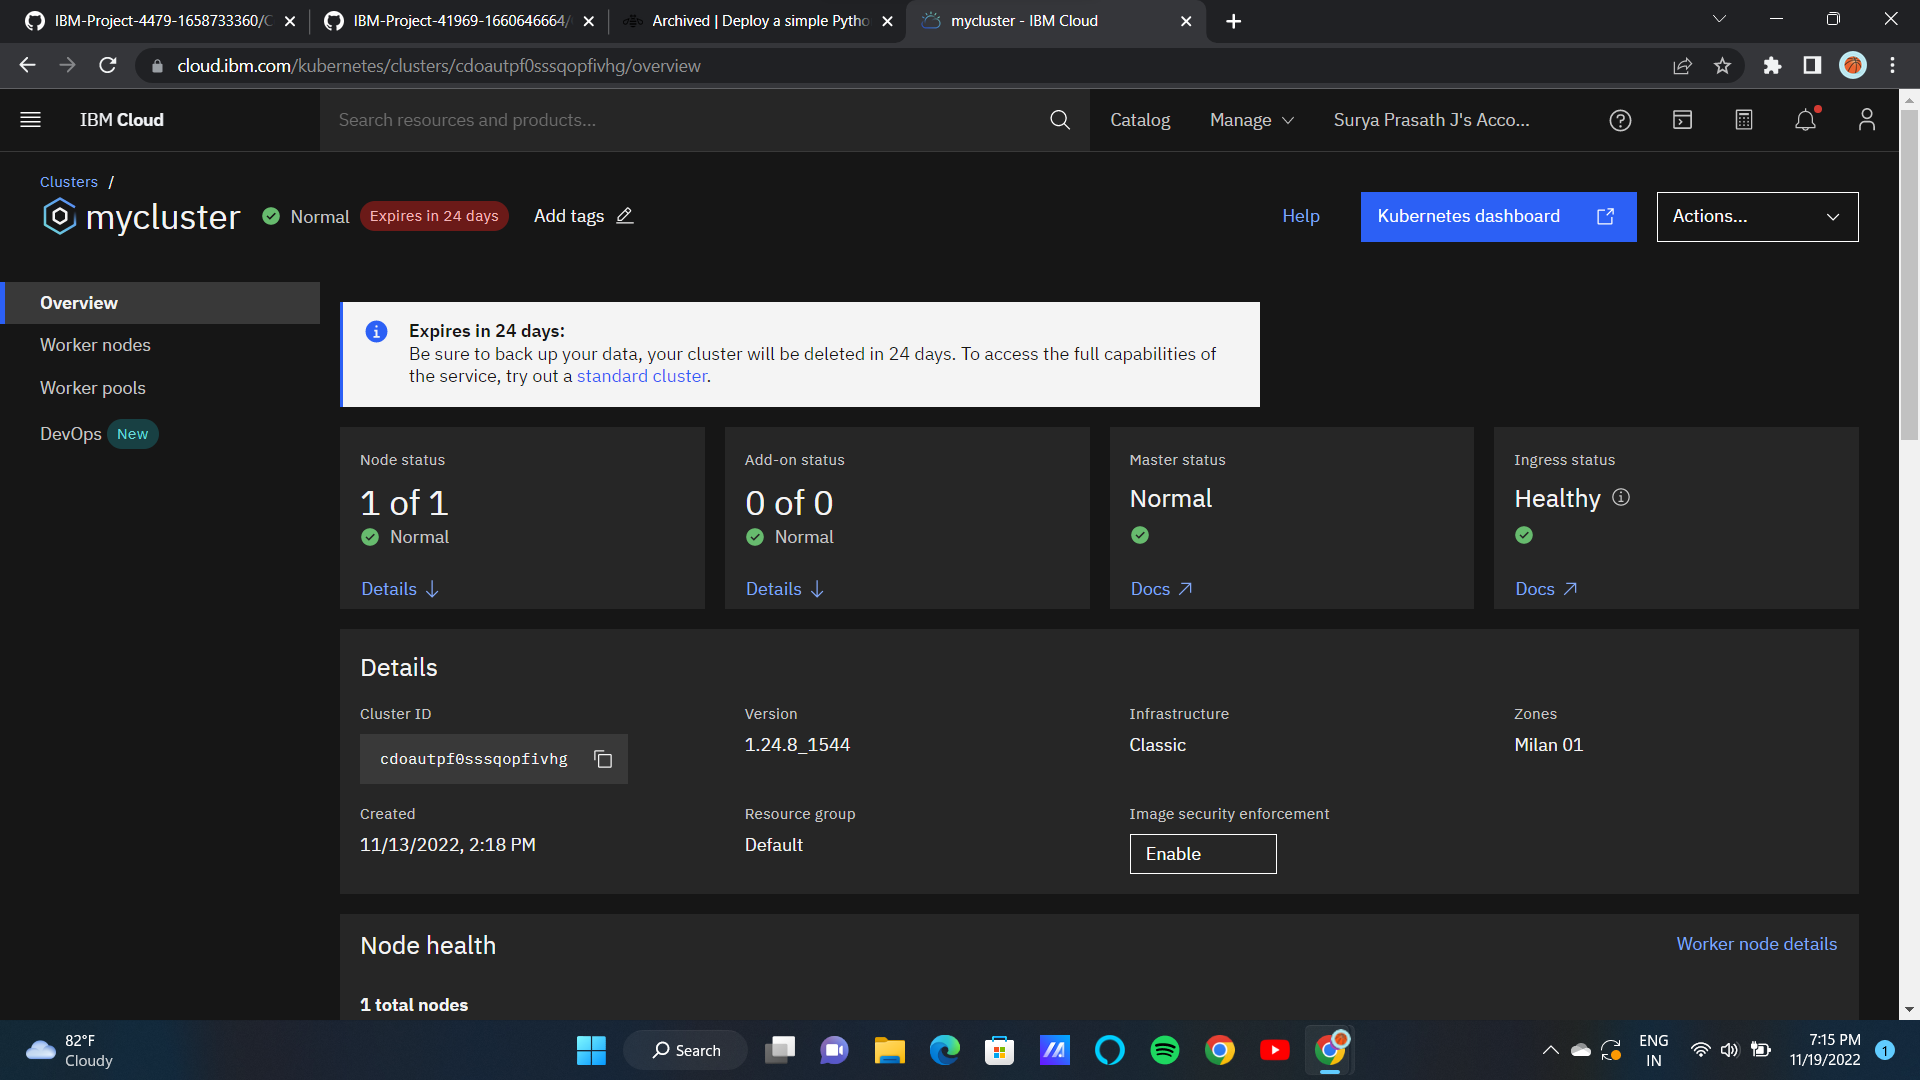 IBM-Project-4479-1658733360/C
IBM-Project-41969-1660646664/
Archived | Deploy a simple Pytho
mycluster - IBM Cloud
cloud.ibm.com/kubernetes/clusters/cdoautpf0sssqopfivhg/overview
IBM Cloud
Search resources and products...
Catalog
Manage
Surya Prasath J's Acco...
Clusters /
mycluster
Normal
Expires in 24 days
Add tags
Help
Kubernetes dashboard
Actions...
Overview
Worker nodes
Worker pools
DevOps New
Expires in 24 days:
Be sure to back up your data, your cluster will be deleted in 24 days. To access the full capabilities of
the service, try out a standard cluster.
Node status
1 of 1
Normal
Details
Add-on status
0 of 0
Normal
Details
Master status
Normal
Docs
Ingress status
Healthy
Docs
Details
Cluster ID
cdoautpf0sssqopfivhg
Version
1.24.8_1544
Infrastructure
Classic
Zones
Milan 01
Created
11/13/2022, 2:18 PM
Resource group
Default
Image security enforcement
Enable
Node health
Worker node details
1 total nodes
82°F
Cloudy
Search
ENG
IN
7:15 PM
11/19/2022
1